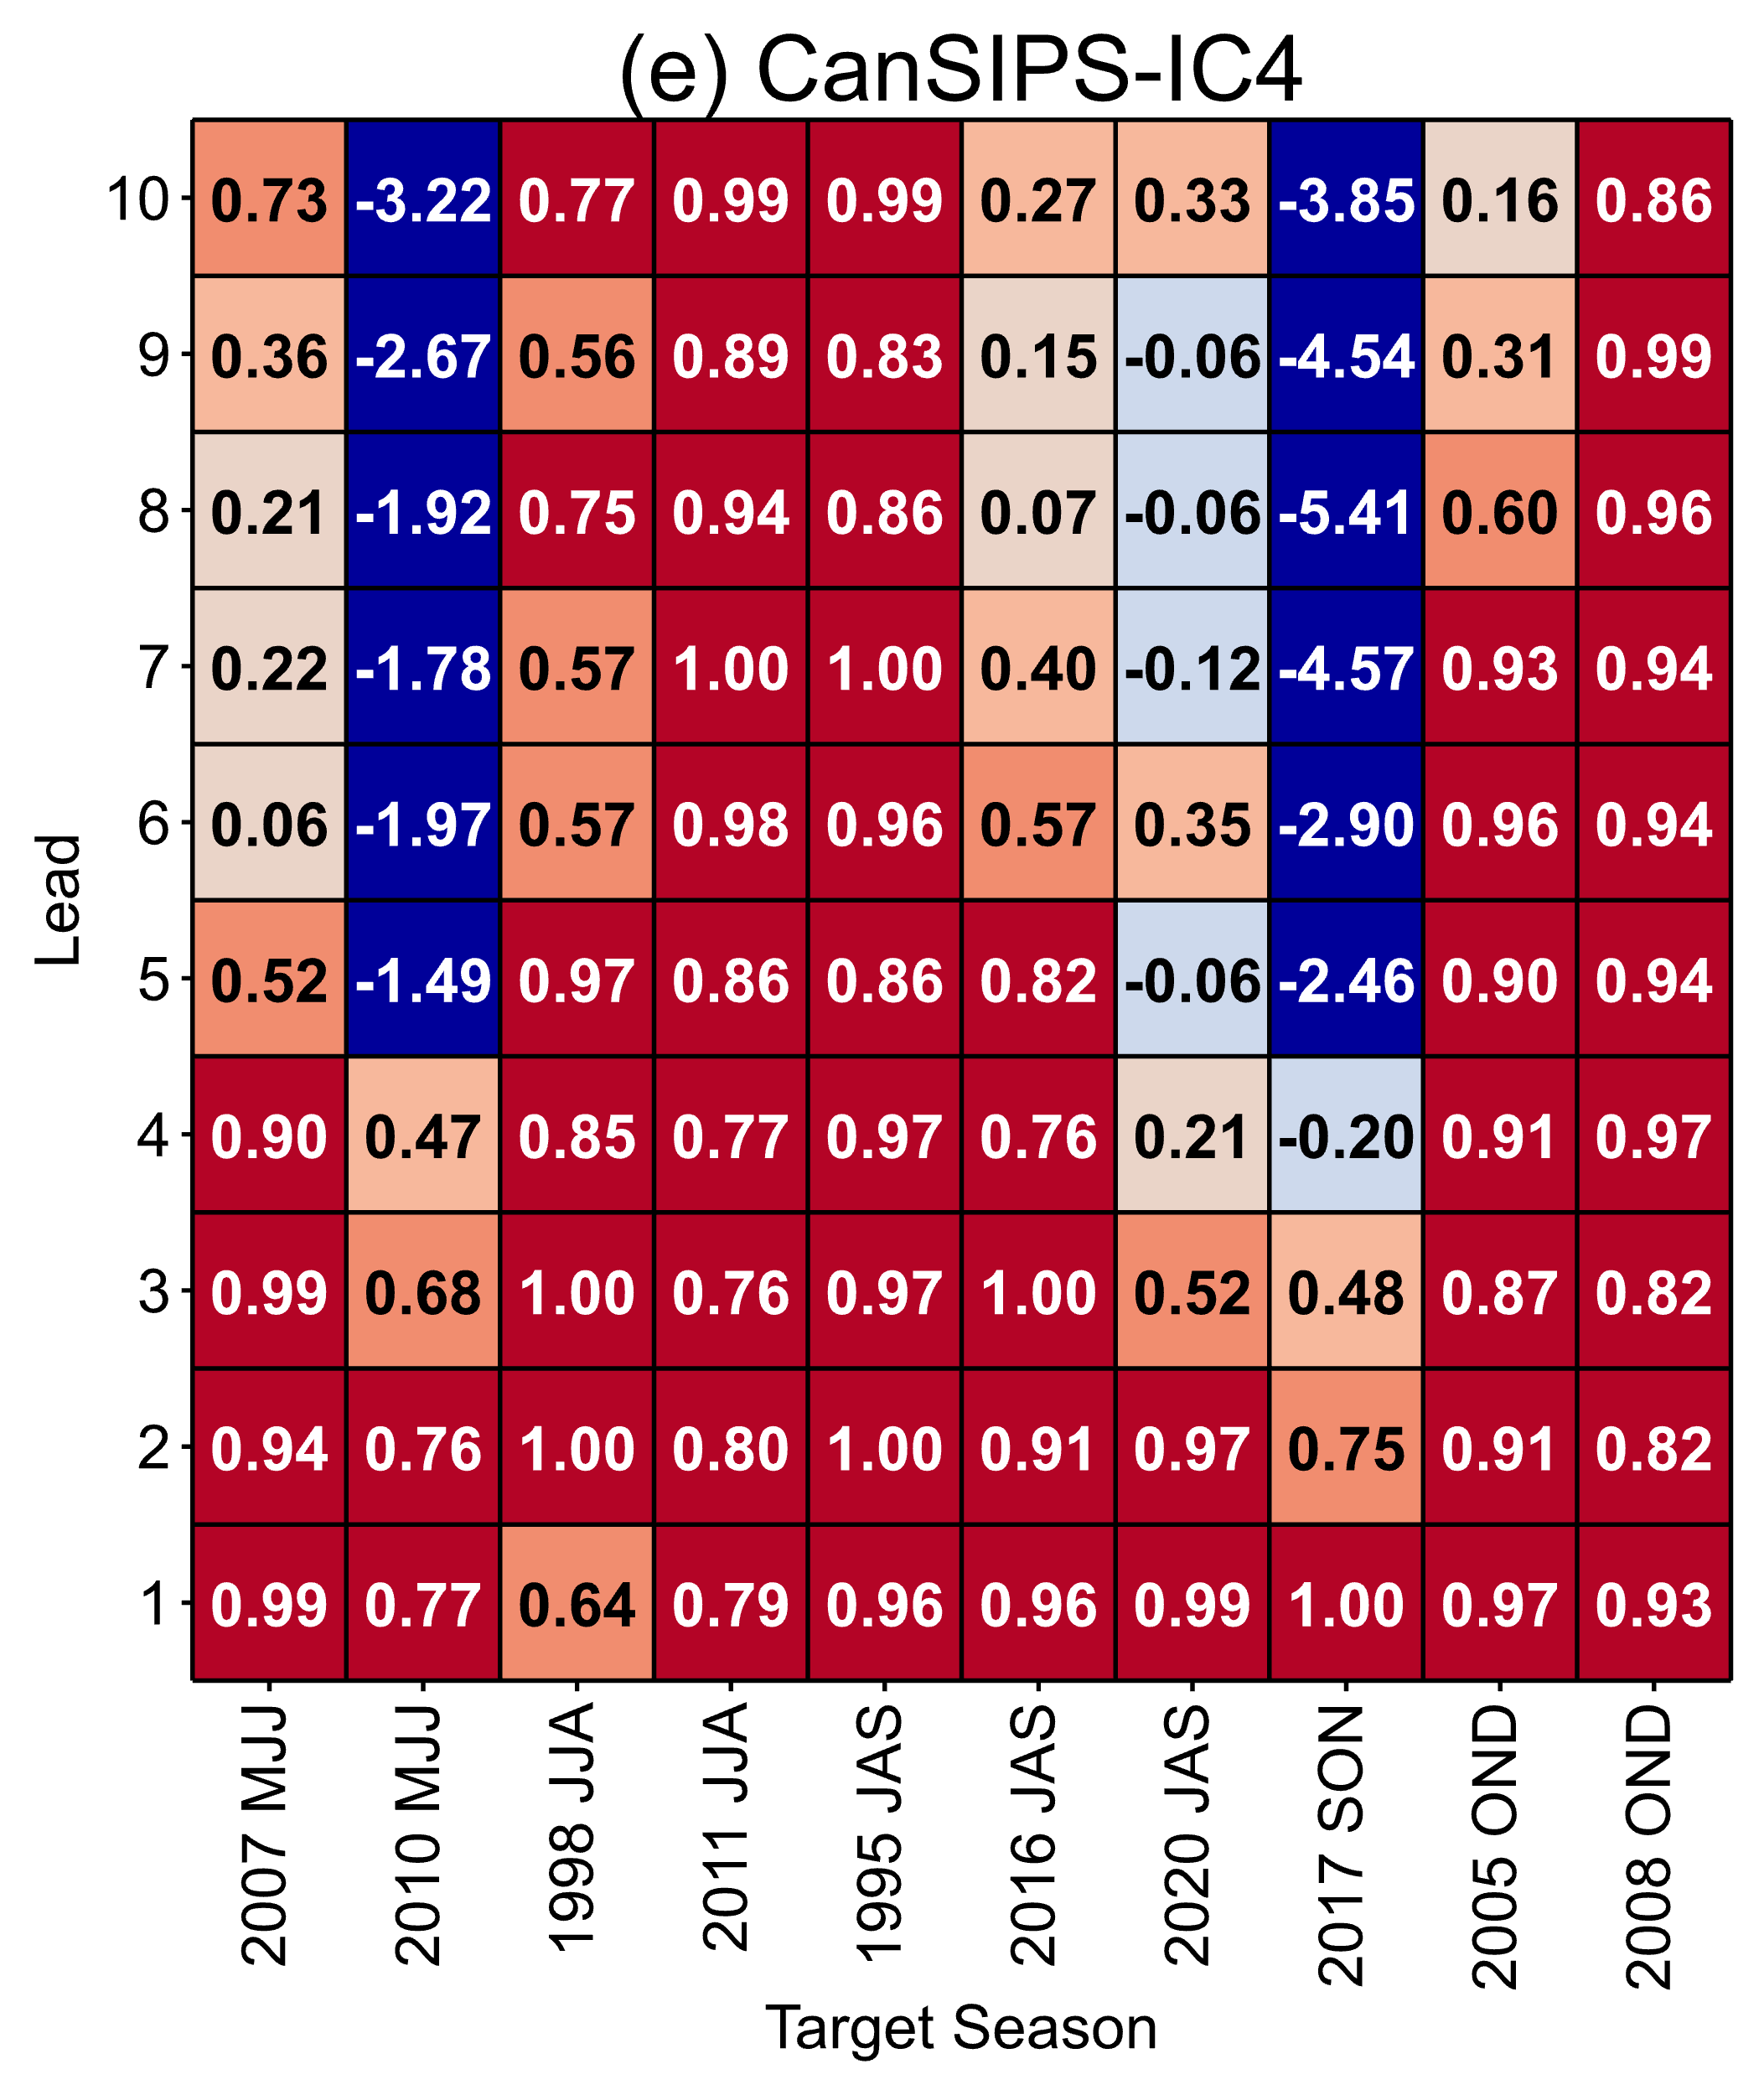 (e) CanSIPS-IC4
10 0.73 -3.22 0.77 0.99 0.99 0.27 0.33 -3.85 0.16 0.86
9 0.36 -2.67 0.56 0.89 0.83 0.15 -0.06 -4.54 0.31 0.99
8 0.21 -1.92 0.75 0.94 0.86 0.07 -0.06 -5.41 0.60 0.96
7 0.22 -1.78 0.57 1.00 1.00 0.40 -0.12 -4.57 0.93 0.94
6 0.06 -1.97 0.57 0.98 0.96 0.57 0.35 -2.90 0.96 0.94
5 0.52 -1.49 0.97 0.86 0.86 0.82 -0.06 -2.46 0.90 0.94
4 0.90 0.47 0.85 0.77 0.97 0.76 0.21 -0.20 0.91 0.97
3 0.99 0.68 1.00 0.76 0.97 1.00 0.52 0.48 0.87 0.82
2 0.94 0.76 1.00 0.80 1.00 0.91 0.97 0.75 0.91 0.82
1 0.99 0.77 0.64 0.79 0.96 0.96 0.99 1.00 0.97 0.93
Lead
2007 MJJ
2010 MJJ
1998 JJA
2011 JJA
1995 JAS
2016 JAS
2020 JAS
2017 SON
2005 OND
2008 OND
Target Season